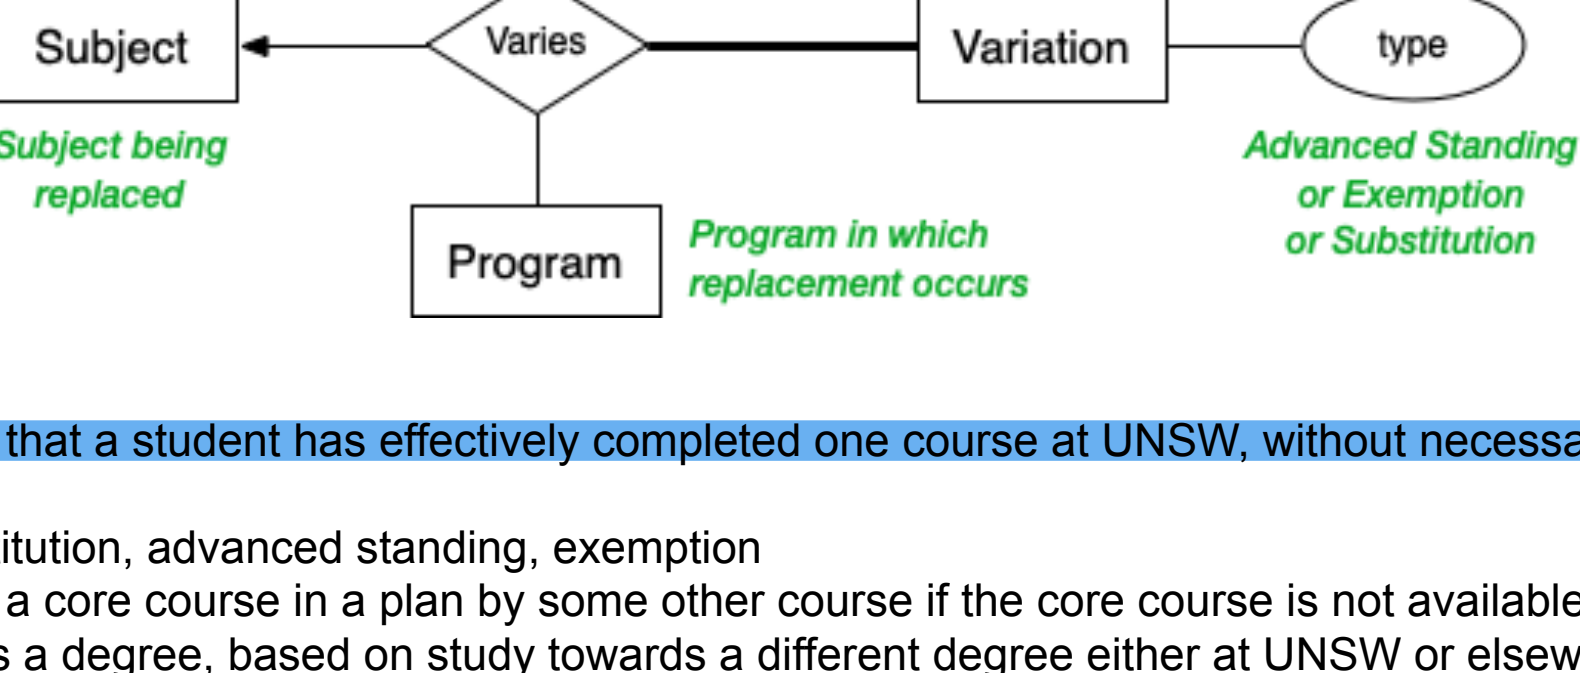 Subject
Varies
Variation
type
Subject being
replaced
Program
Program in which
replacement occurs
Advanced Standing
or Exemption
or Substitution
that a student has effectively completed one course at UNSW, without
itution, advanced standing, exemption
a core course in a plan by some other course if the core course is not available
s a degree, based on study towards a different degree either at UNSW or